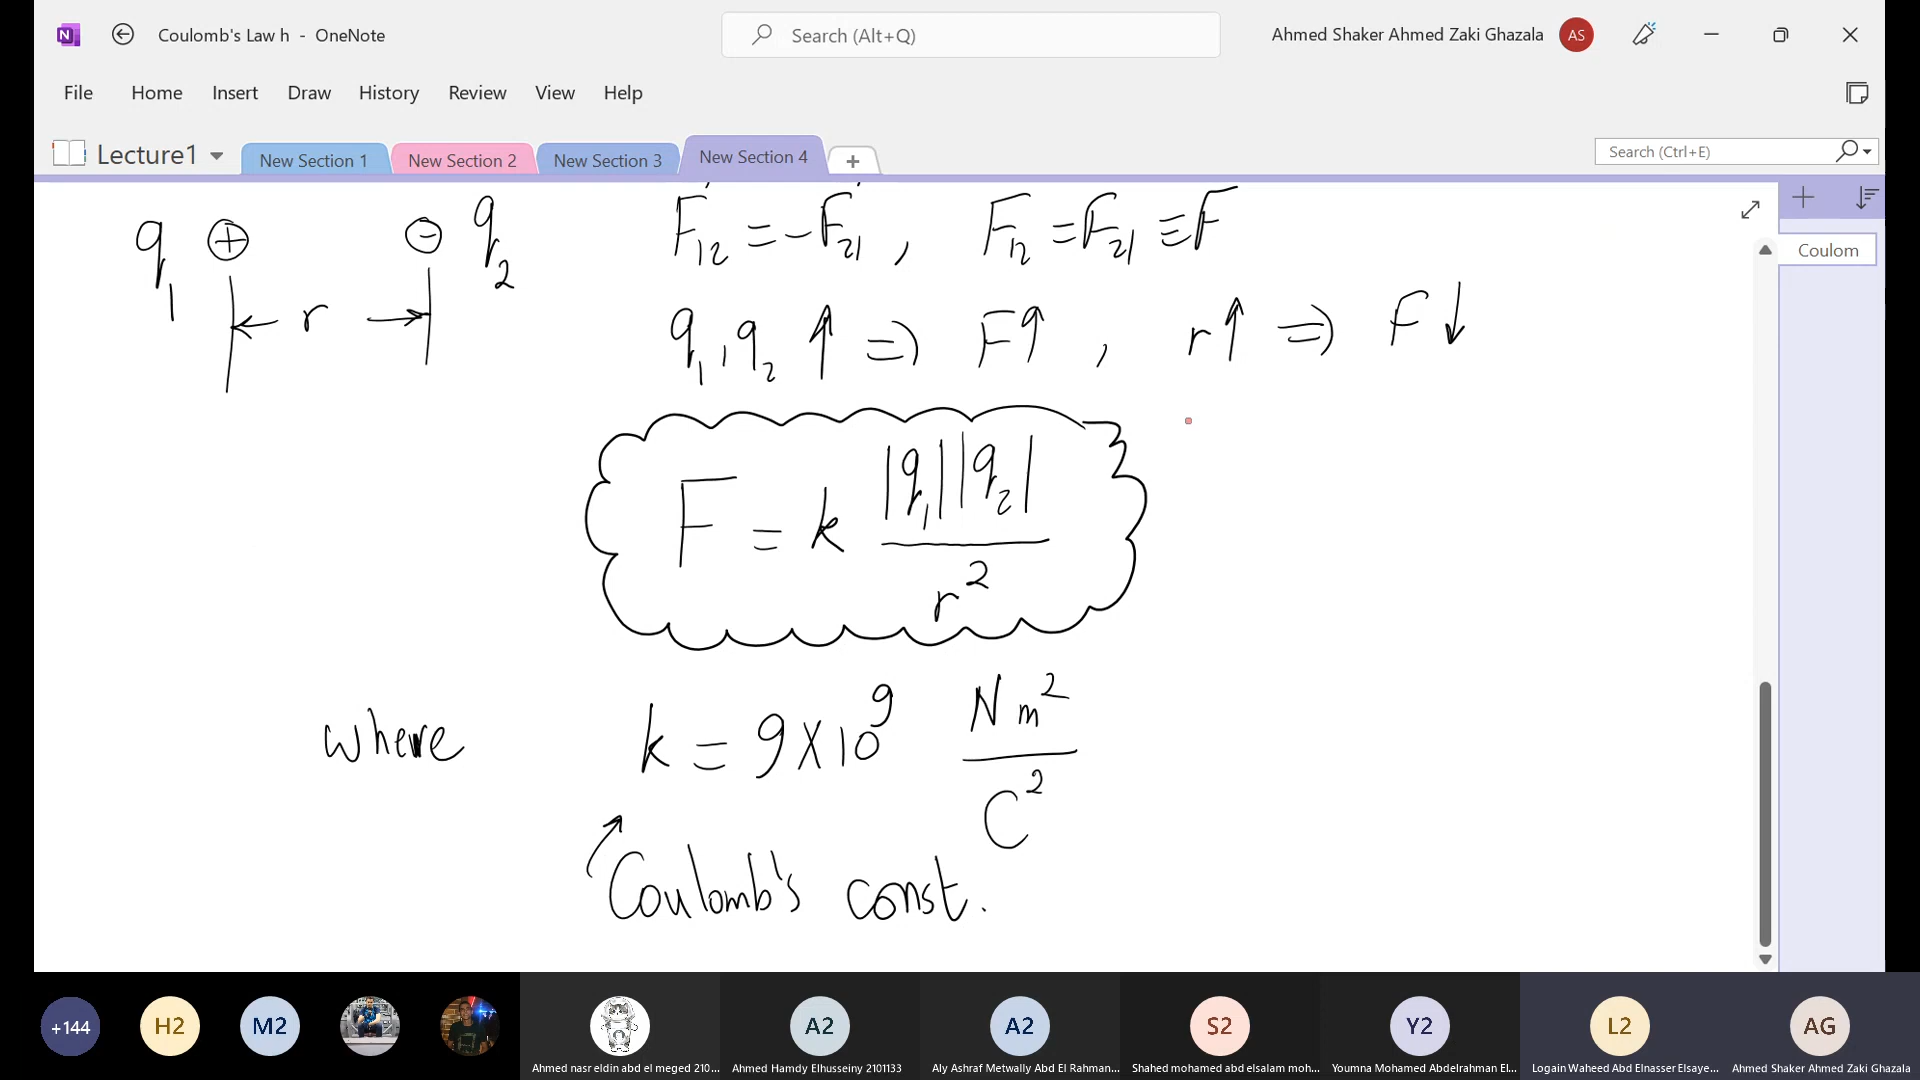 Coulomb's Law h - OneNote
Search (Alt+Q)
Ahmed Shaker Ahmed Zaki Ghazala
AS
File Home Insert Draw History Review View Help
Lecture1
New Section 1
New Section 2
New Section 3
New Section 4
+
Search (Ctrl+E)
Coulom
q₁ ⊕ ⊖ q₂
r
F₁₂ = -F₂₁ , F₁₂ = F₂₁ ≡ F
q₁, q₂ ↑ ⇒ F↑ , r↑ ⇒ F↓
F = k |q₁||q₂| / r²
where k = 9 X 10⁹ Nm² / C²
Coulomb's const.
+144
H2
M2
A2
A2
S2
Y2
L2
AG
Ahmed nasr eldin abd el meged 210...
Ahmed Hamdy Elhusseiny 2101133
Aly Ashraf Metwally Abd El Rahman...
Shahed mohamed abd elsalam moh...
Youmna Mohamed Abdelrahman El...
Logain Waheed Abd Elnasser Elsaye...
Ahmed Shaker Ahmed Zaki Ghazala